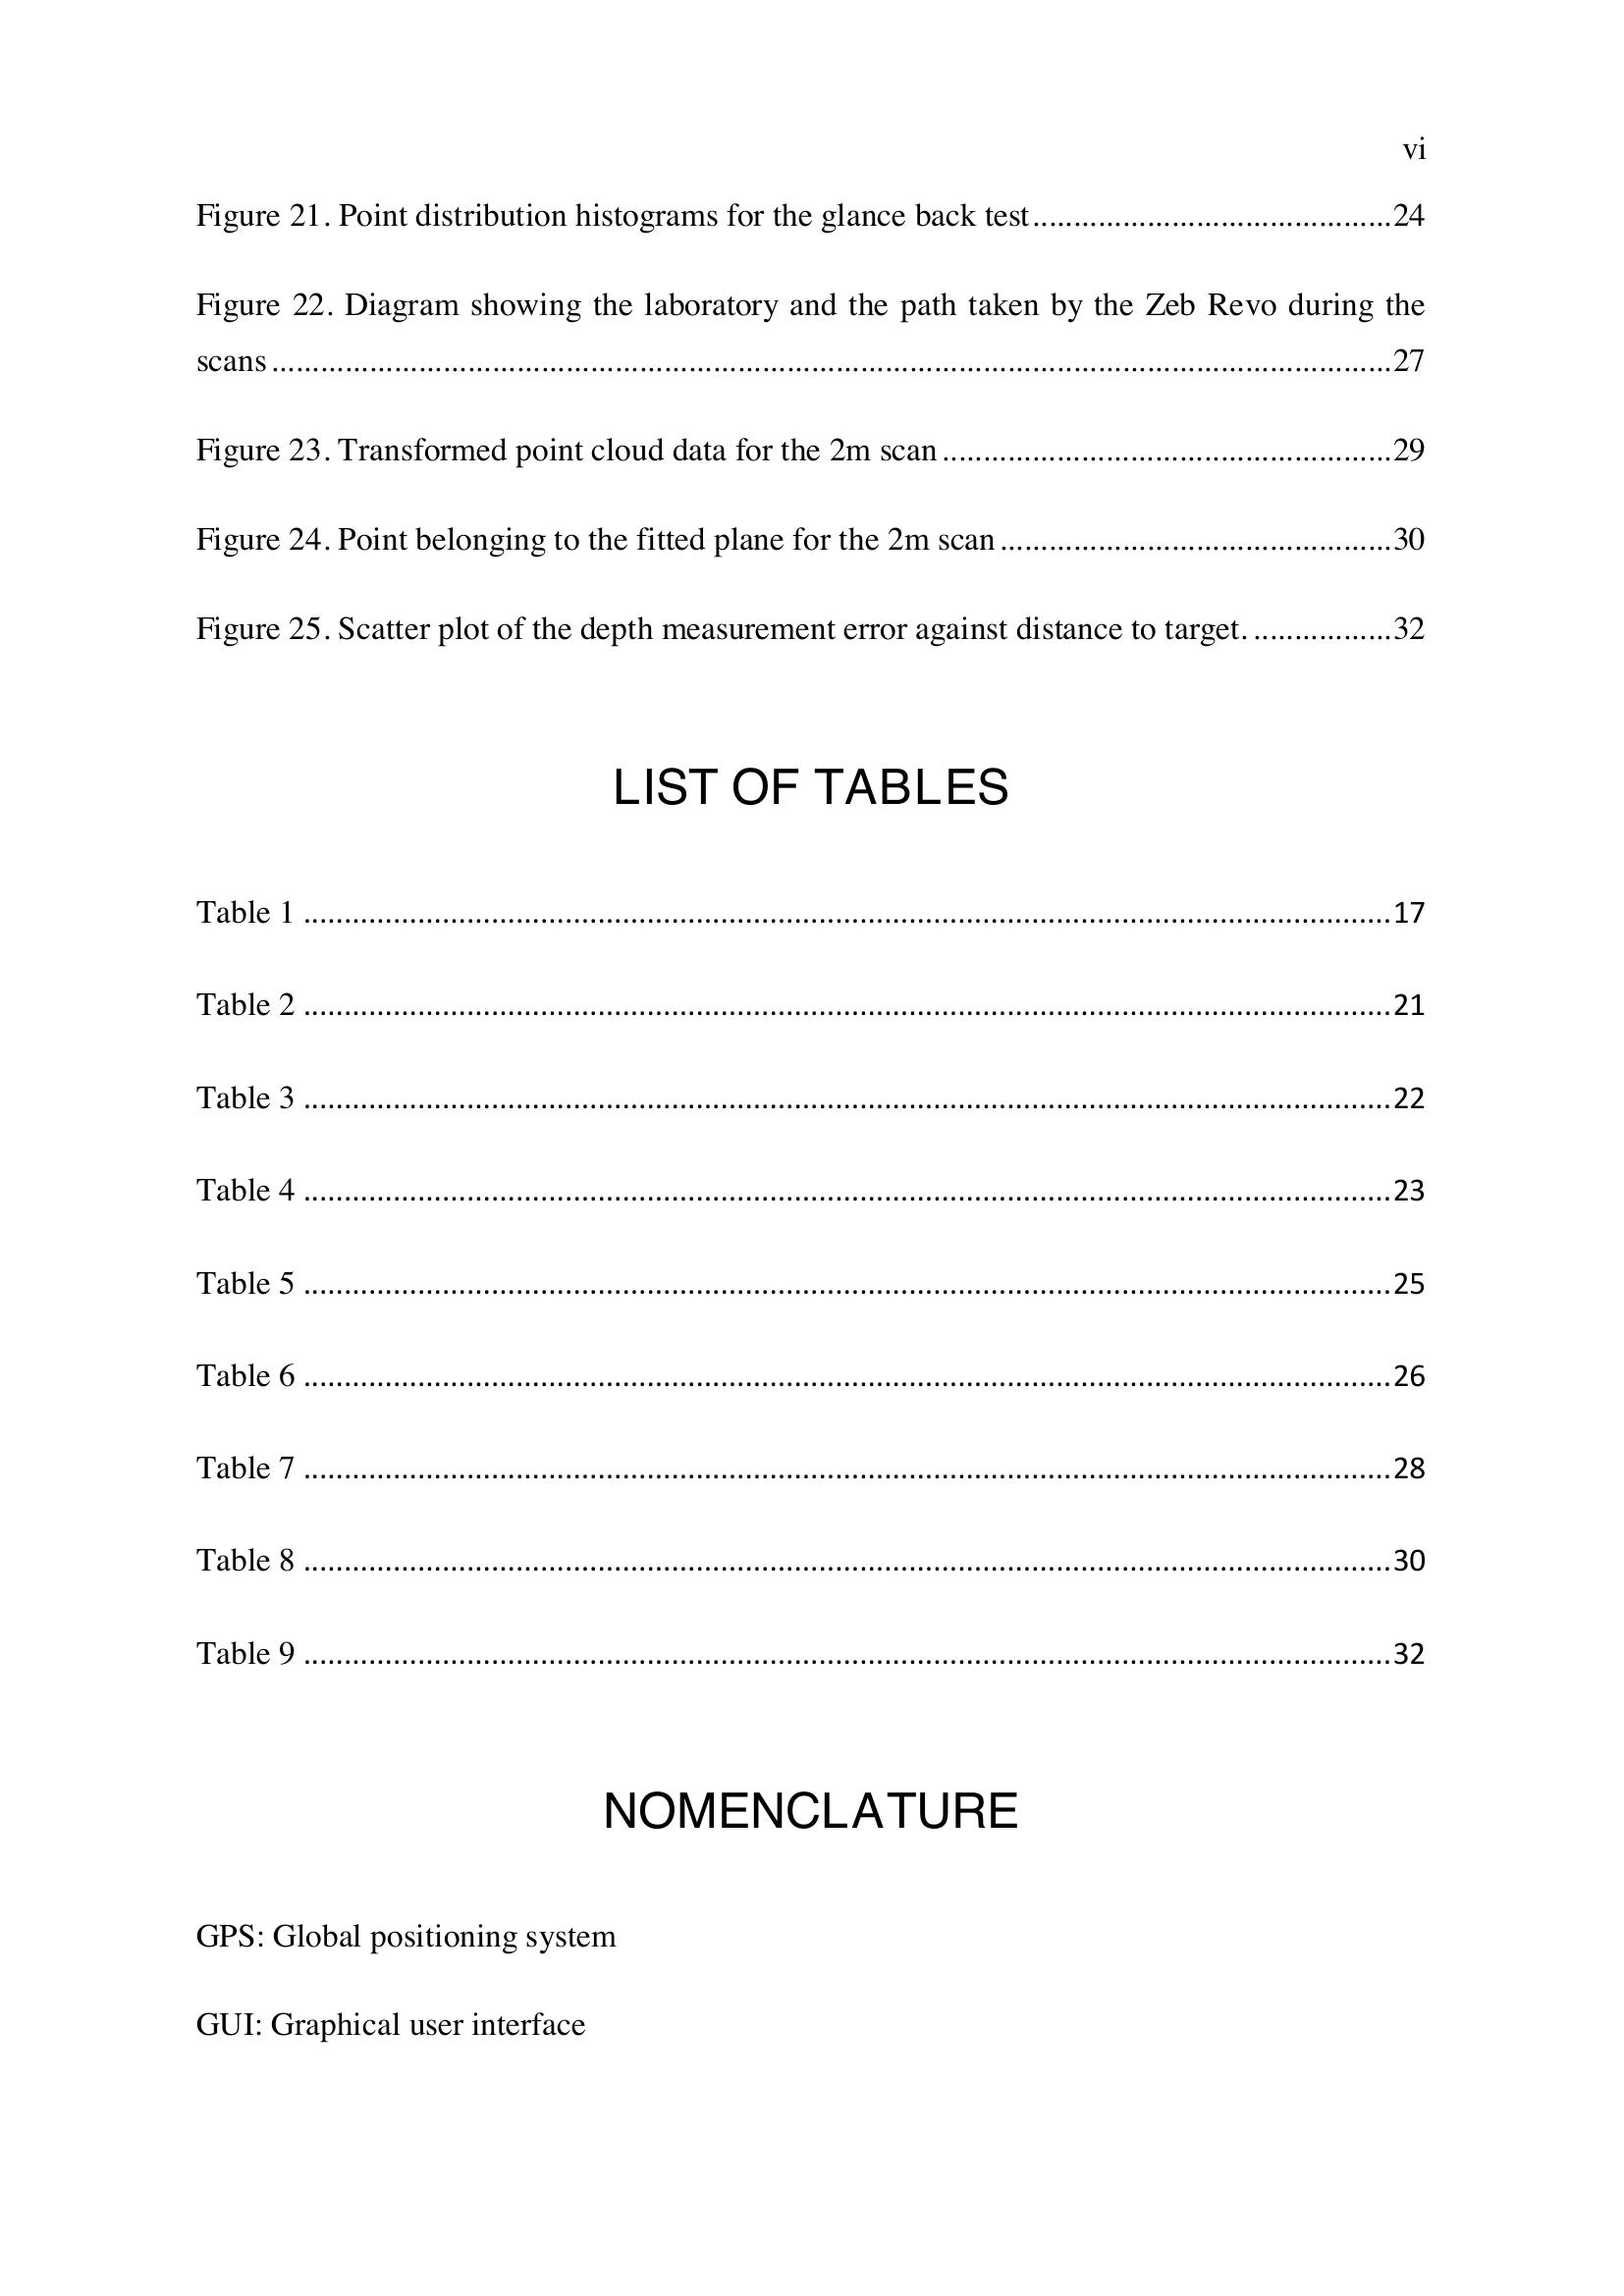 vi
Figure 21. Point distribution histograms for the glance back test............................................24
Figure 22. Diagram showing the laboratory and the path taken by the Zeb Revo during the
scans..........................................................................................................................................27
Figure 23. Transformed point cloud data for the 2m scan.......................................................29
Figure 24. Point belonging to the fitted plane for the 2m scan................................................30
Figure 25. Scatter plot of the depth measurement error against distance to target..................32
LIST OF TABLES
Table 1 ......................................................................................................................................17
Table 2 ......................................................................................................................................21
Table 3 ......................................................................................................................................22
Table 4 ......................................................................................................................................23
Table 5 ......................................................................................................................................25
Table 6 ......................................................................................................................................26
Table 7 ......................................................................................................................................28
Table 8 ......................................................................................................................................30
Table 9 ......................................................................................................................................32
NOMENCLATURE
GPS: Global positioning system
GUI: Graphical user interface